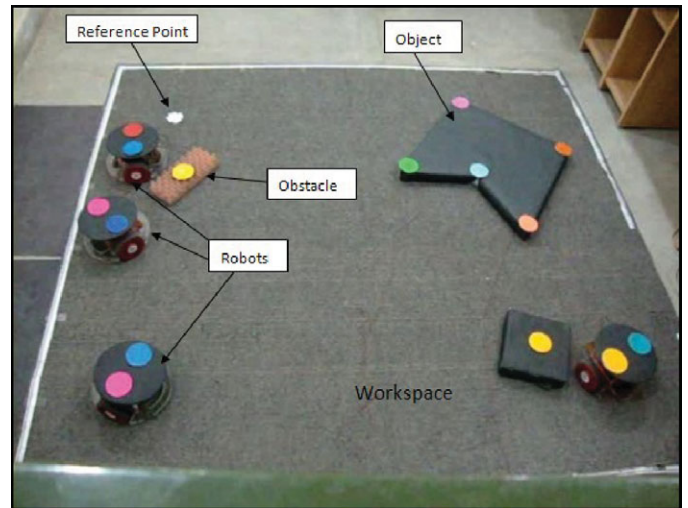 Reference Point
Object
Obstacle
Robots
Workspace